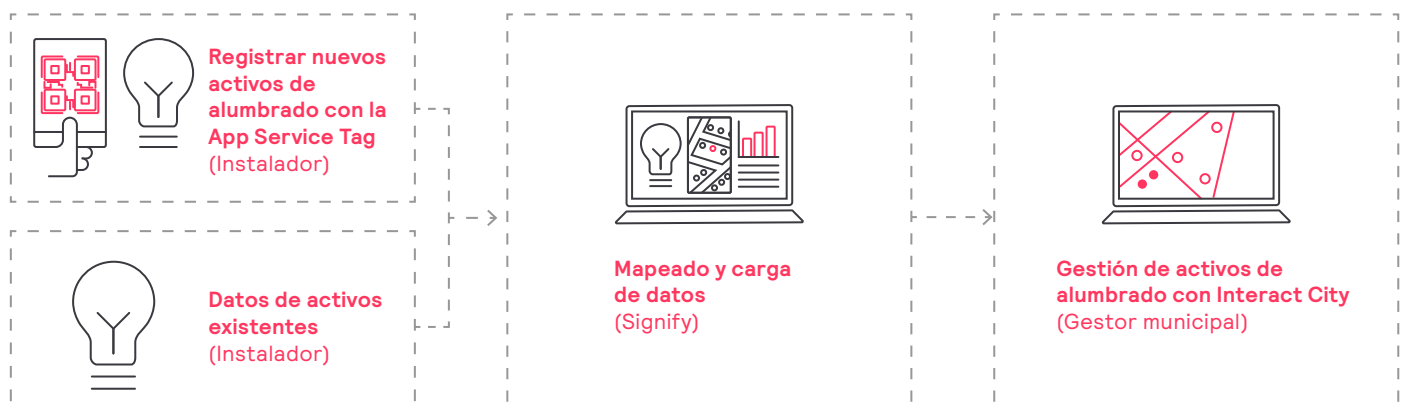 Registrar nuevos
activos de
alumbrado con la
App Service Tag
(Instalador)
Datos de activos
existentes
(Instalador)
Mapeado y carga
de datos
(Signify)
Gestión de activos de
alumbrado con Interact City
(Gestor municipal)